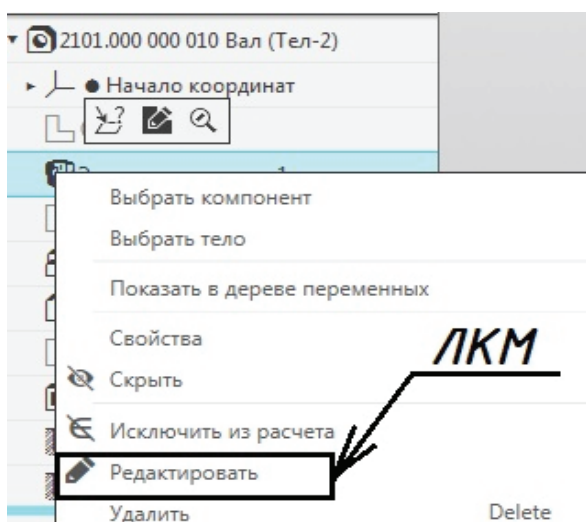 2101.000 000 010 Вал (Тел-2)
Начало координат
Выбрать компонент
Выбрать тело
Показать в дереве переменных
Свойства
ЛКМ
Скрыть
Исключить из расчета
Редактировать
Удалить Delete